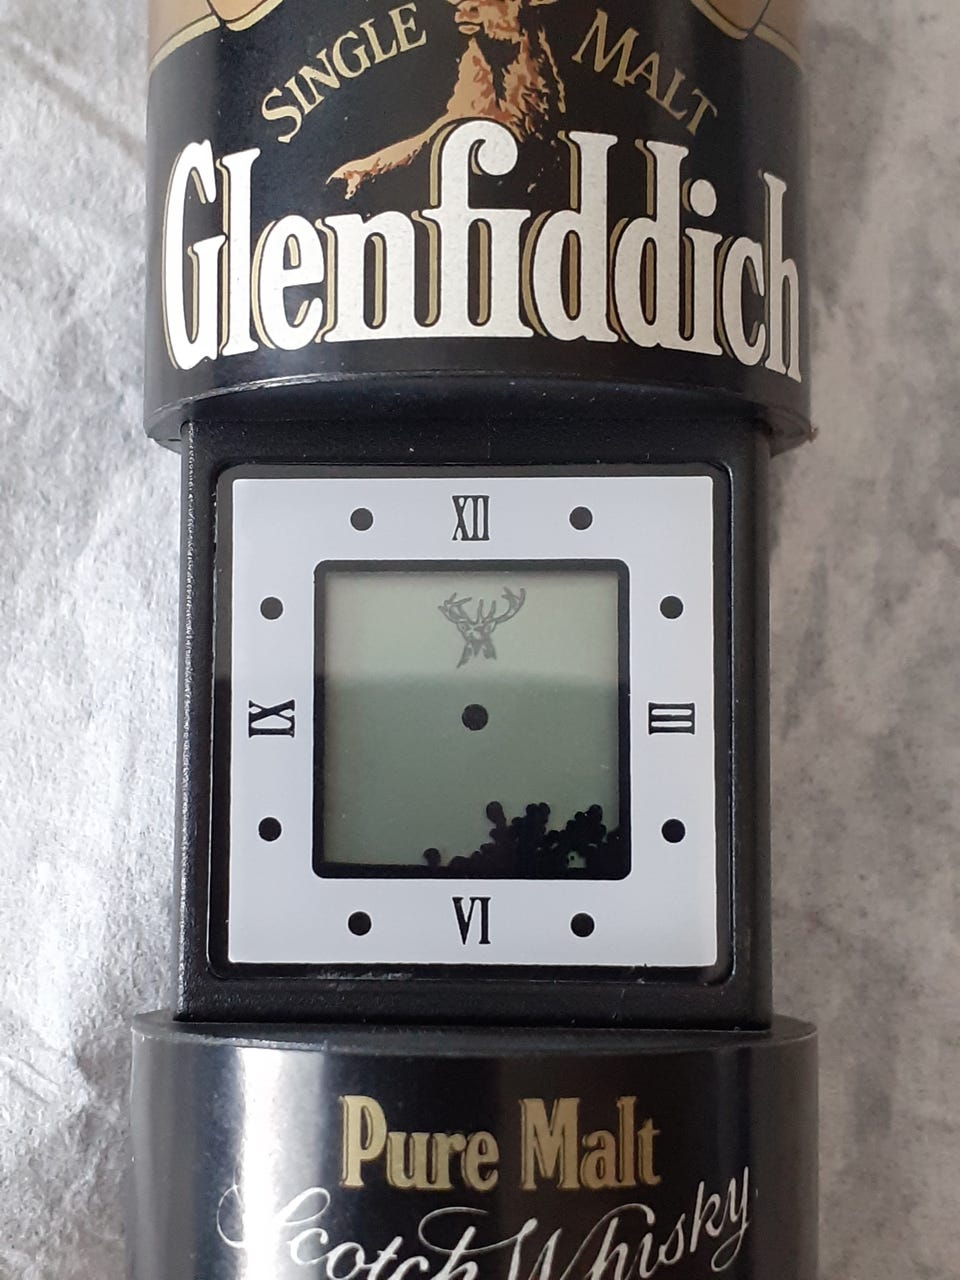 SINGLE MALT
Glenfiddich
XII
IX III
VI
Pure Malt
Scotch Whisky